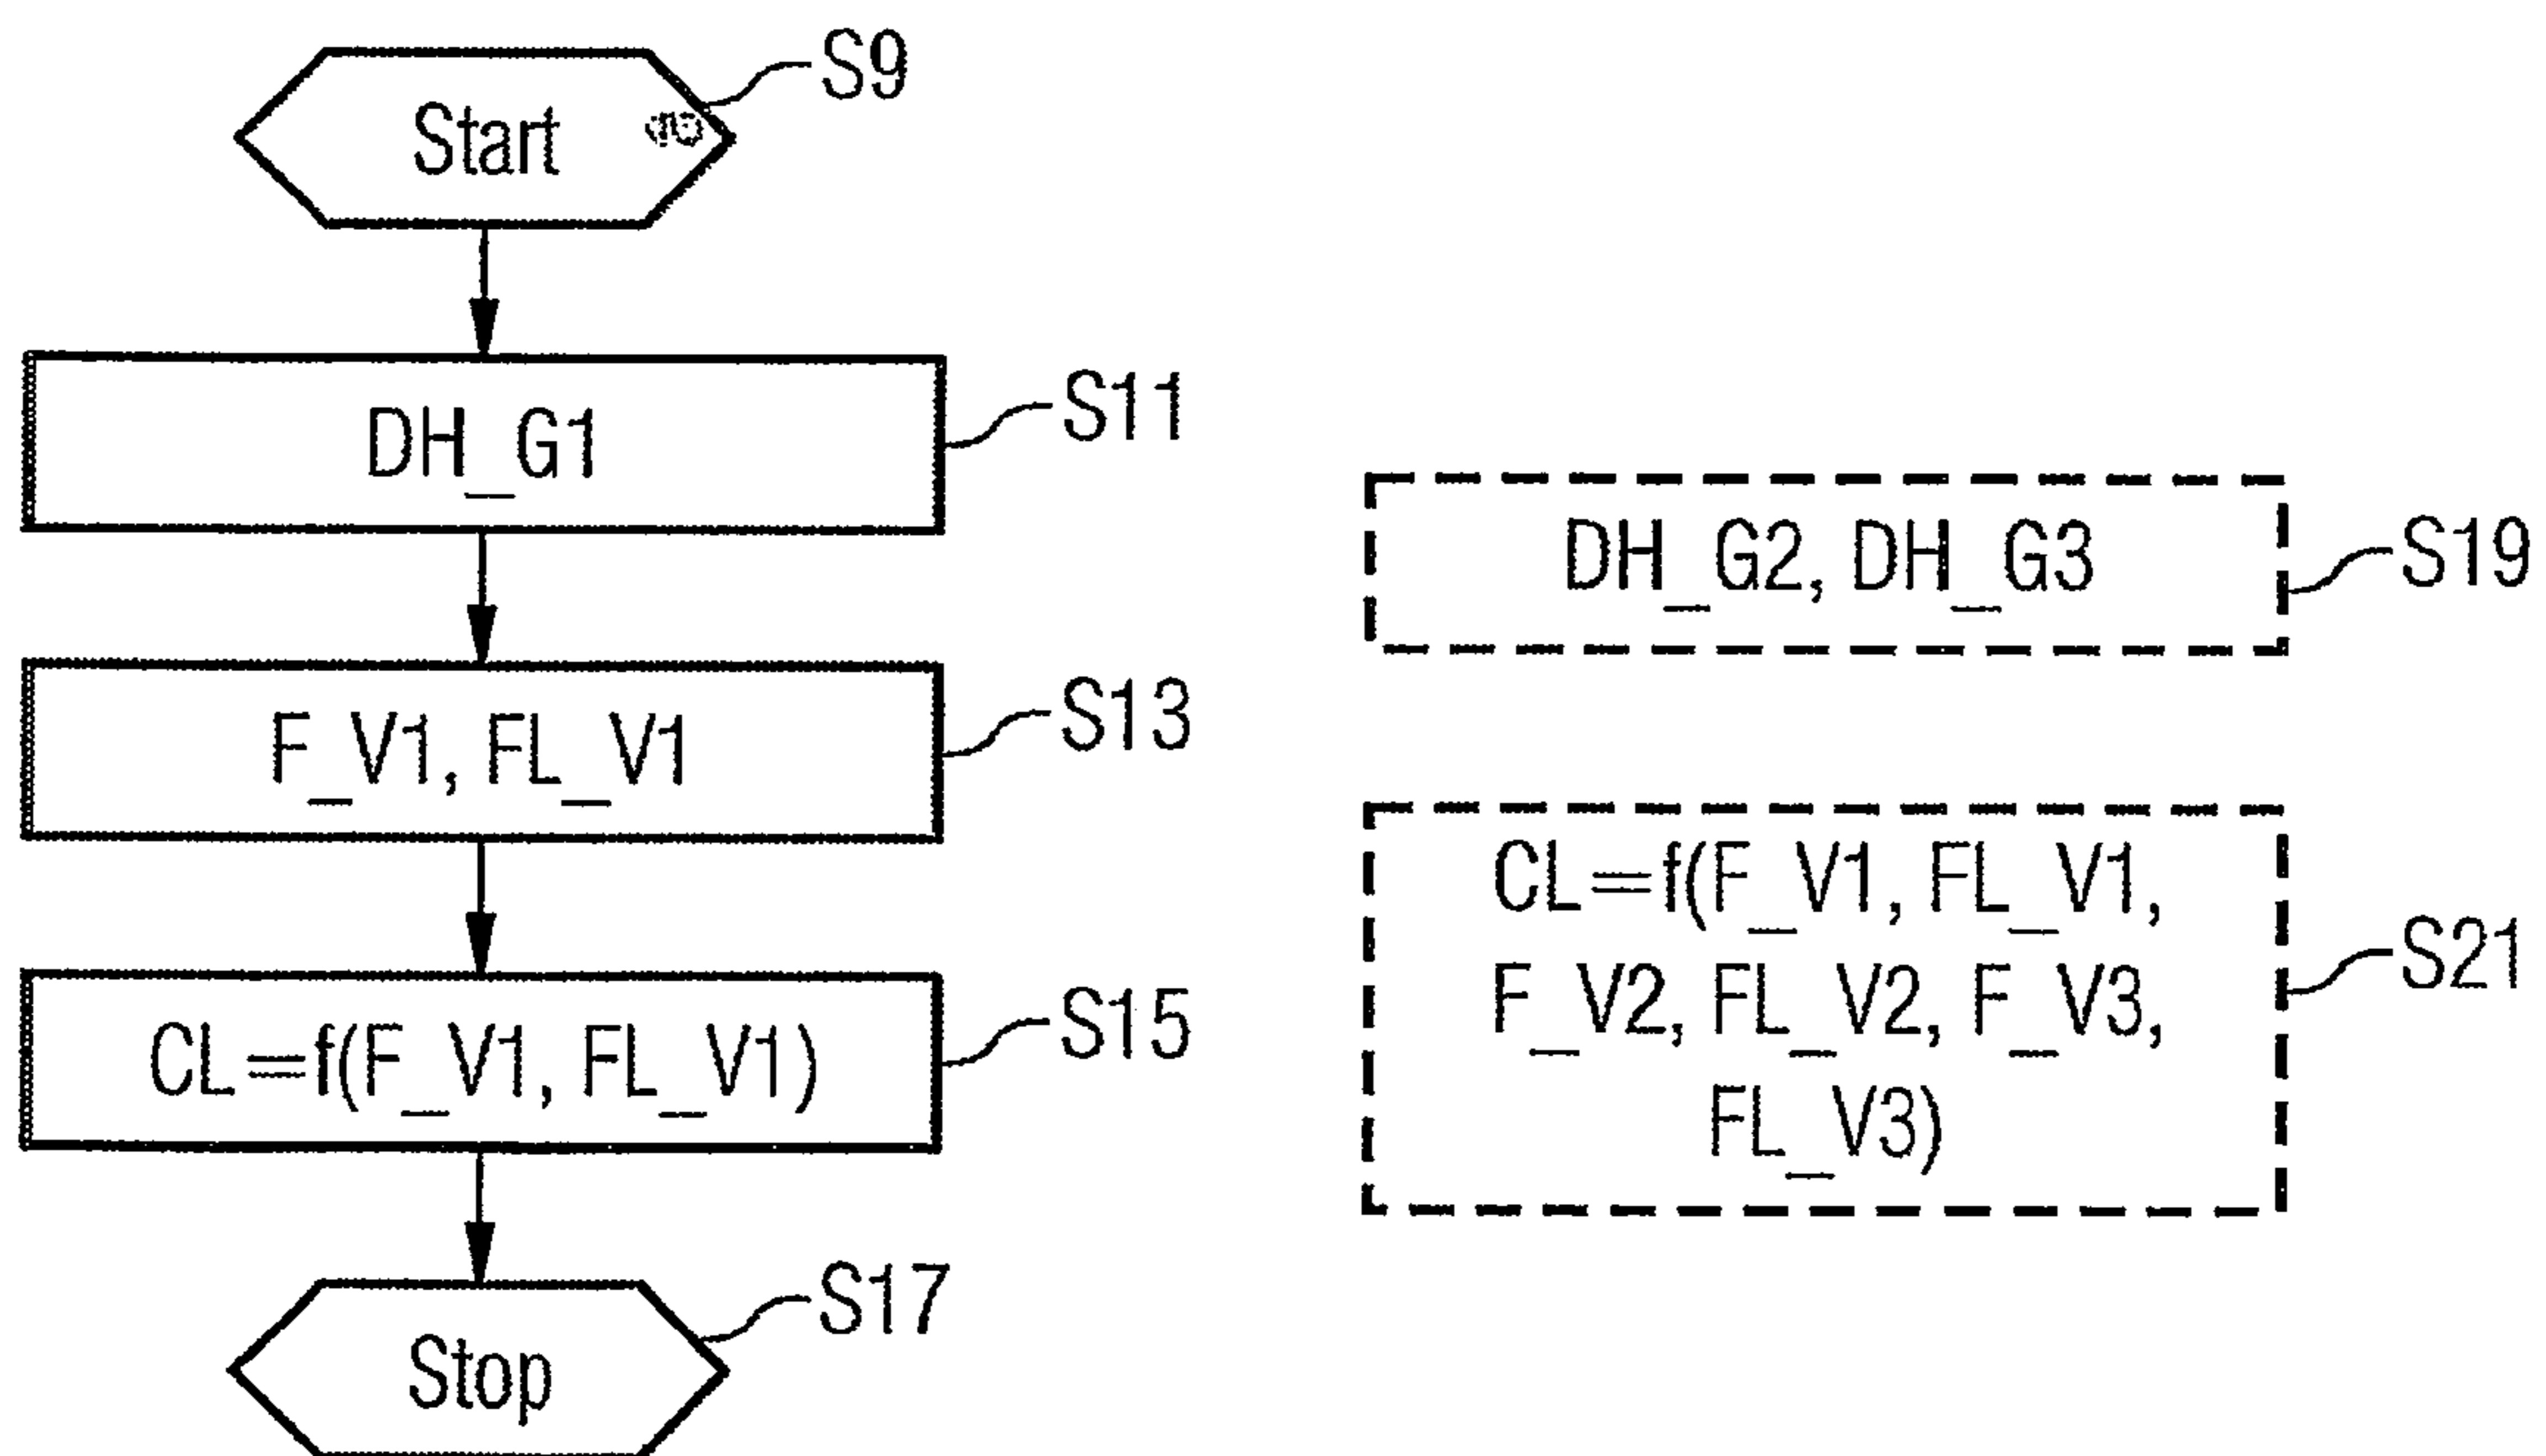 Start
S9
DH_G1
S11
F_V1, FL_V1
S13
CL=f(F_V1, FL_V1)
S15
Stop
S17
DH_G2, DH_G3
S19
CL=f(F_V1, FL_V1,
F_V2, FL_V2, F_V3,
FL_V3)
S21